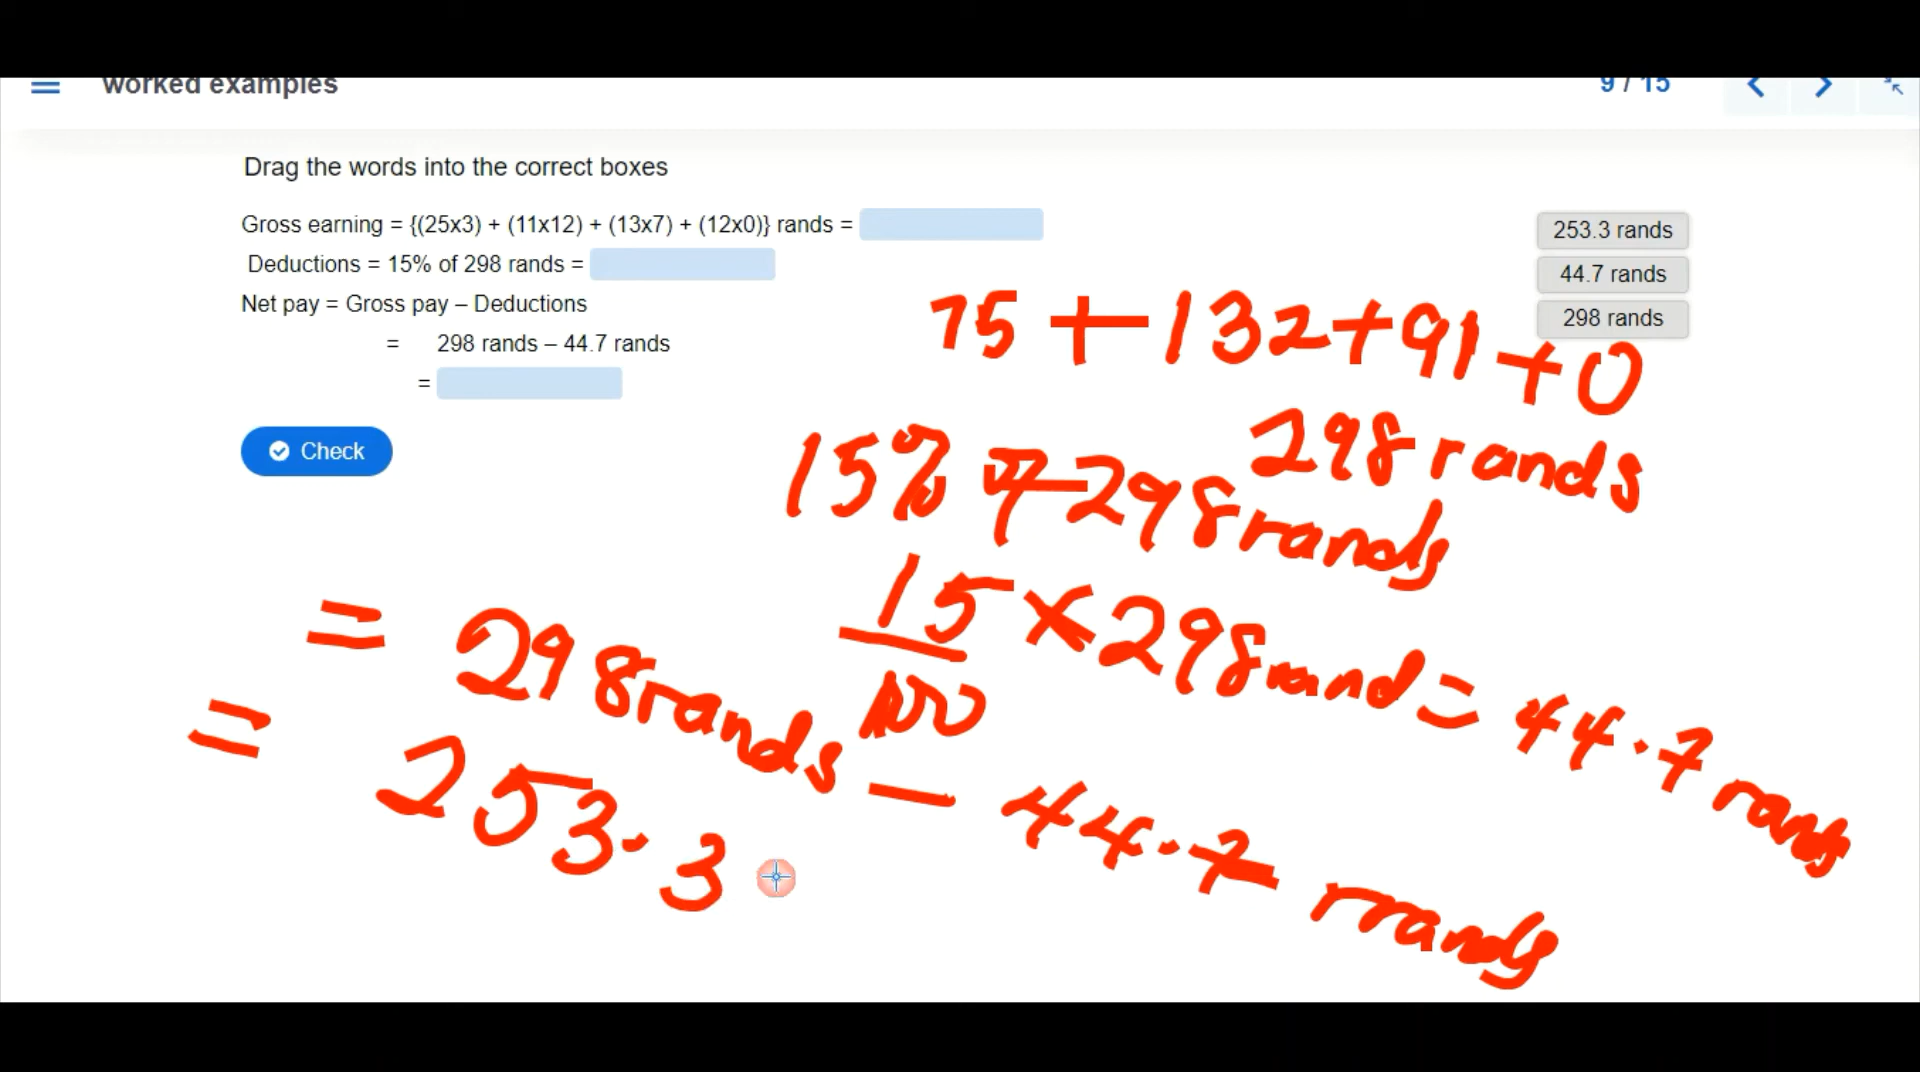 worked examples
9 / 15
Drag the words into the correct boxes
Gross earning = {(25x3) + (11x12) + (13x7) + (12x0)} rands =
Deductions = 15% of 298 rands =
Net pay = Gross pay – Deductions
= 298 rands – 44.7 rands
=
Check
253.3 rands
44.7 rands
298 rands
75 + 132 + 91 + 0
298 rands
15% of 298 rands
15/100 × 298 rand = 44.7 rands
= 298 rands – 44.7 rrands
= 253.3